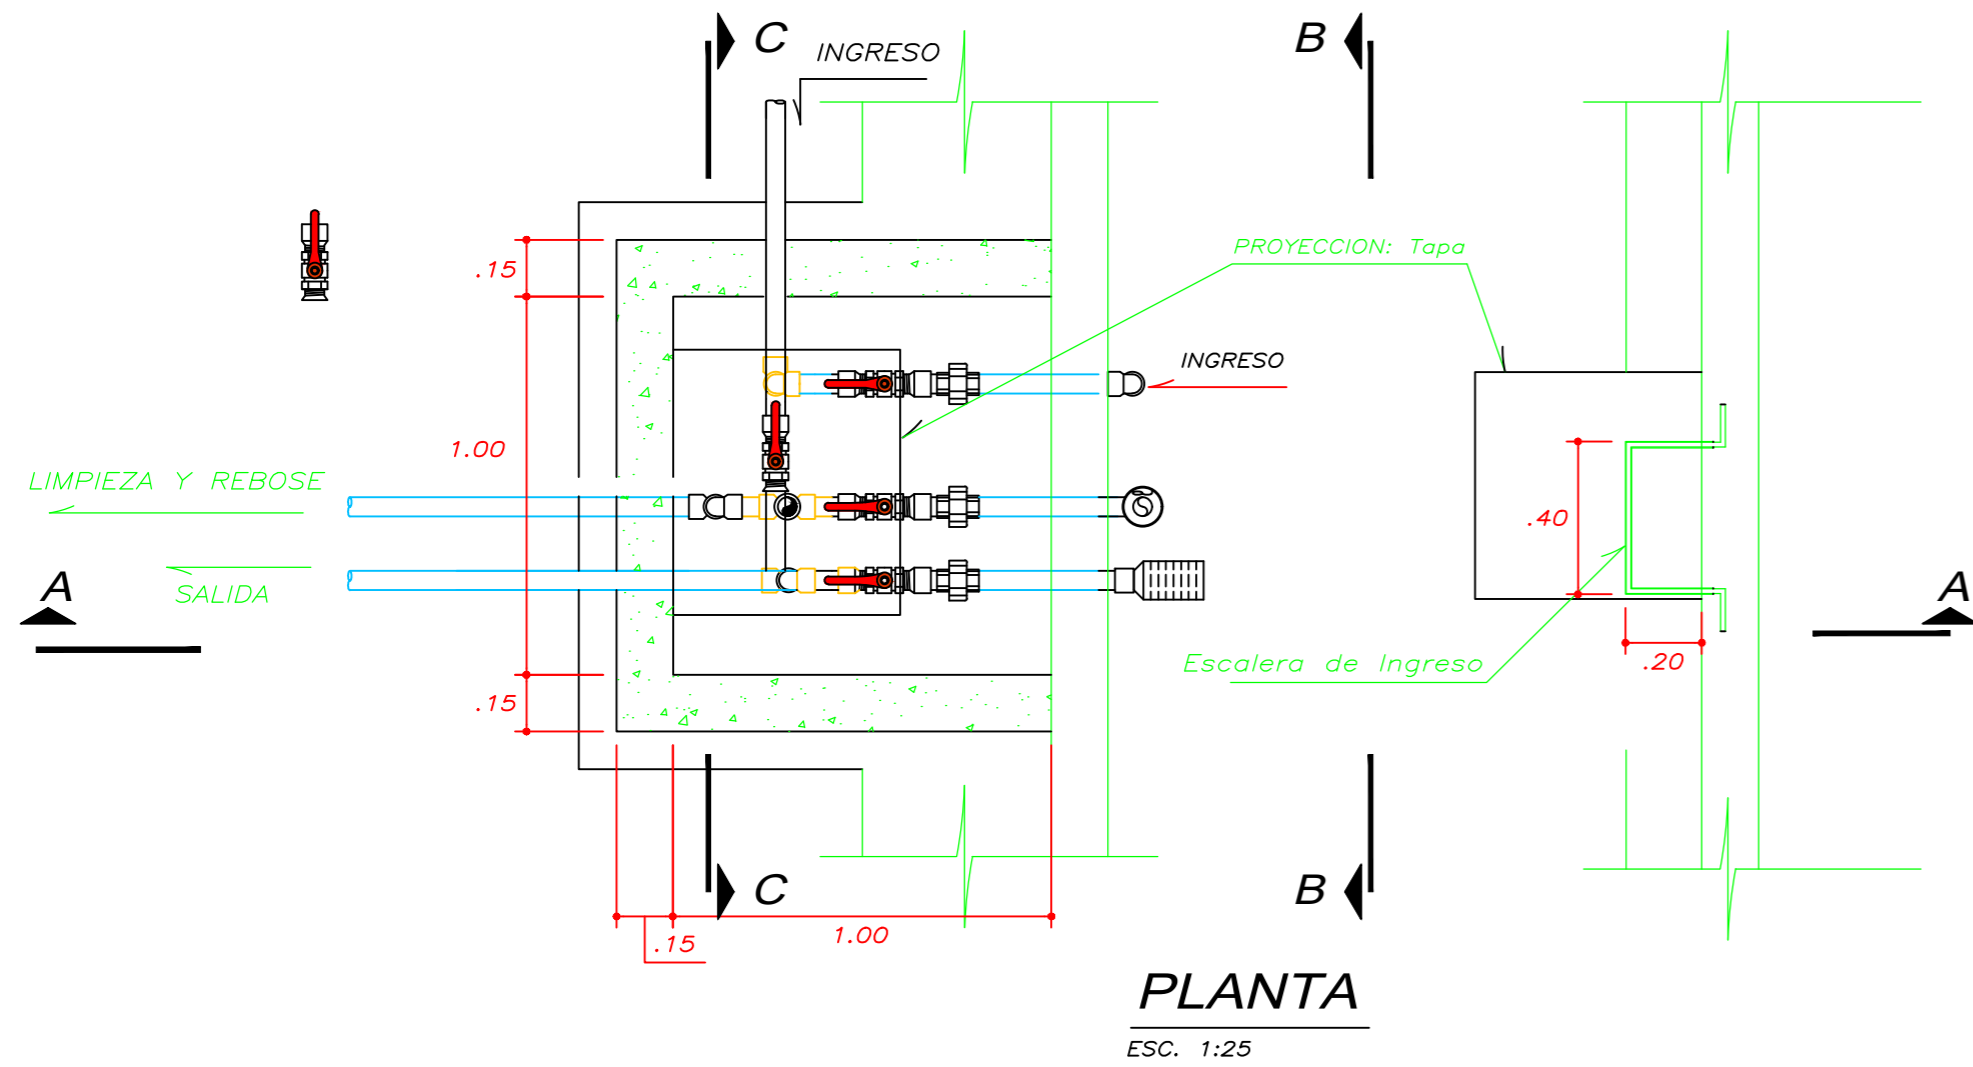 C
B
INGRESO
PROYECCION: Tapa
.15
INGRESO
1.00
LIMPIEZA Y REBOSE
.40
SALIDA
A
A
Escalera de Ingreso
.20
.15
C
B
.15
1.00
PLANTA
ESC. 1:25